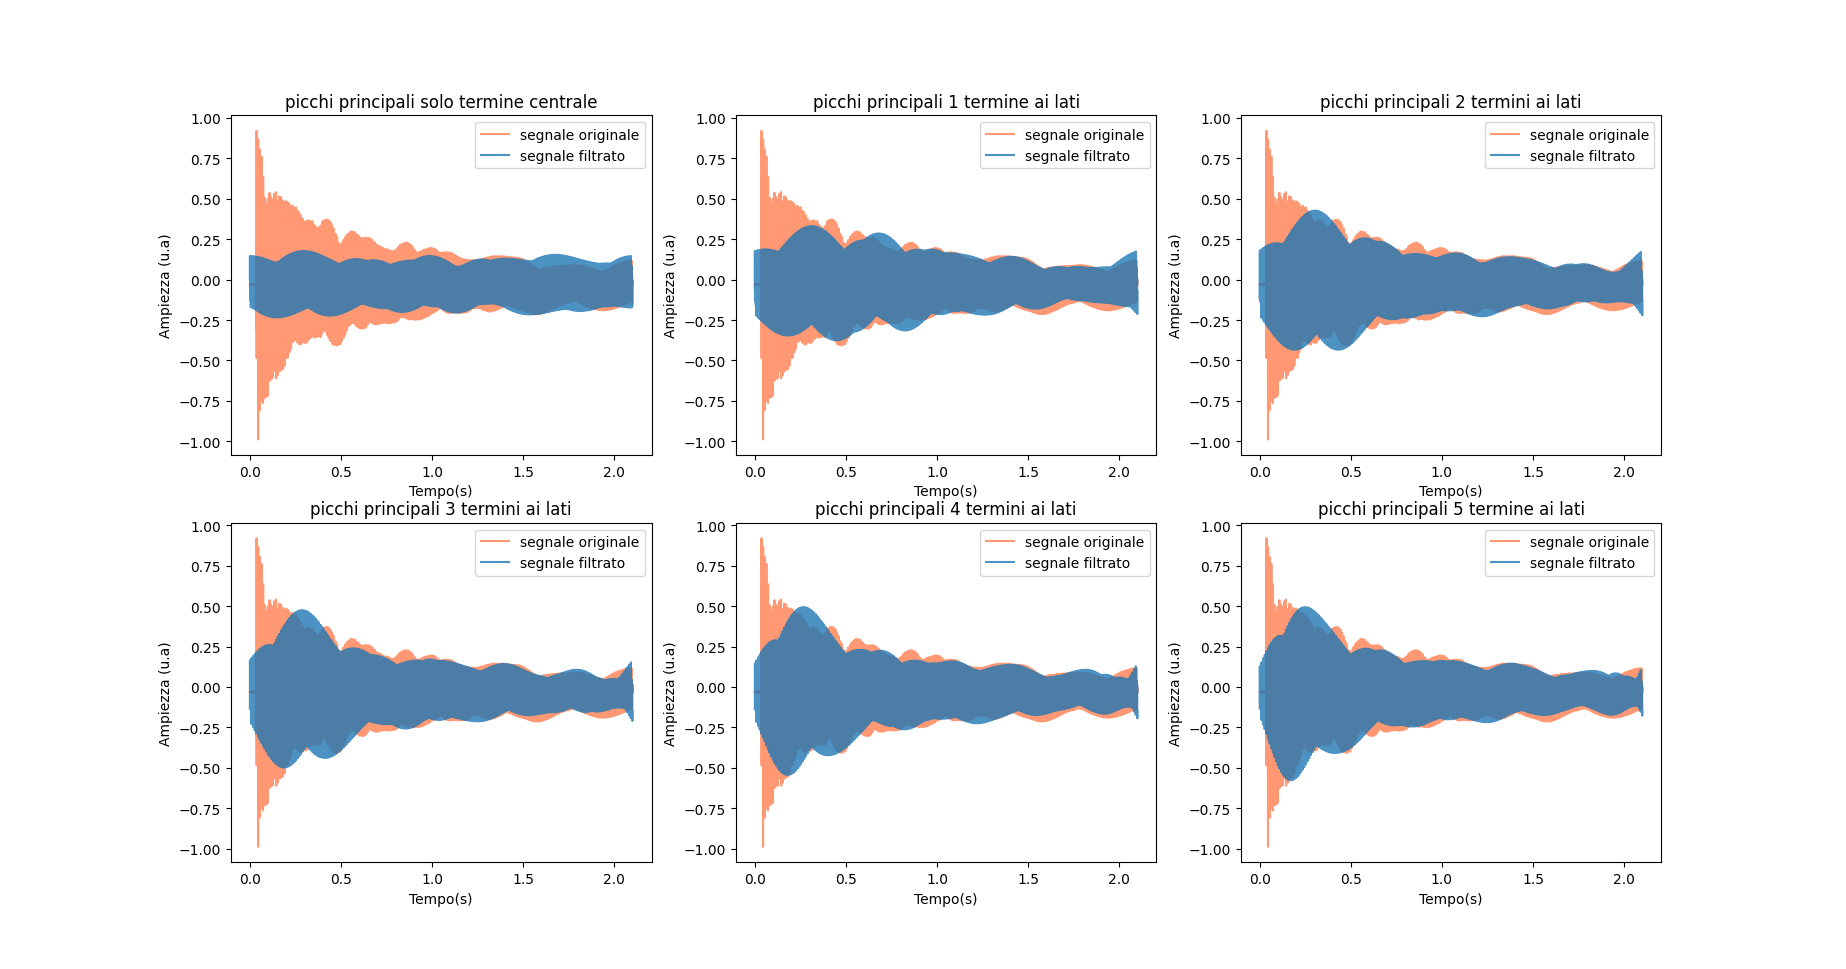 picchi principali solo termine centrale
1.00
0.75
0.50
0.25
0.00
−0.25
−0.50
−0.75
−1.00
Ampiezza (u.a)
segnale originale
segnale filtrato
0.0 0.5 1.0 1.5 2.0
Tempo(s)
picchi principali 1 termine ai lati
1.00
0.75
0.50
0.25
0.00
−0.25
−0.50
−0.75
−1.00
Ampiezza (u.a)
segnale originale
segnale filtrato
0.0 0.5 1.0 1.5 2.0
Tempo(s)
picchi principali 2 termini ai lati
1.00
0.75
0.50
0.25
0.00
−0.25
−0.50
−0.75
−1.00
Ampiezza (u.a)
segnale originale
segnale filtrato
0.0 0.5 1.0 1.5 2.0
Tempo(s)
picchi principali 3 termini ai lati
1.00
0.75
0.50
0.25
0.00
−0.25
−0.50
−0.75
−1.00
Ampiezza (u.a)
segnale originale
segnale filtrato
0.0 0.5 1.0 1.5 2.0
Tempo(s)
picchi principali 4 termini ai lati
1.00
0.75
0.50
0.25
0.00
−0.25
−0.50
−0.75
−1.00
Ampiezza (u.a)
segnale originale
segnale filtrato
0.0 0.5 1.0 1.5 2.0
Tempo(s)
picchi principali 5 termine ai lati
1.00
0.75
0.50
0.25
0.00
−0.25
−0.50
−0.75
−1.00
Ampiezza (u.a)
segnale originale
segnale filtrato
0.0 0.5 1.0 1.5 2.0
Tempo(s)